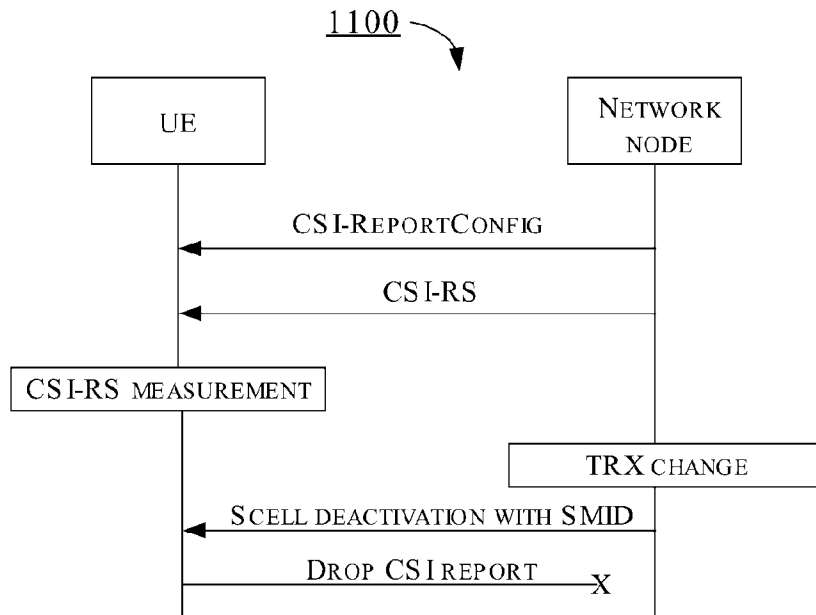 1100
UE
NETWORK
NODE
CSI-REPORTCONFIG
CSI-RS
CSI-RS MEASUREMENT
TRX CHANGE
SCELL DEACTIVATION WITH SMID
DROP CSI REPORT
X